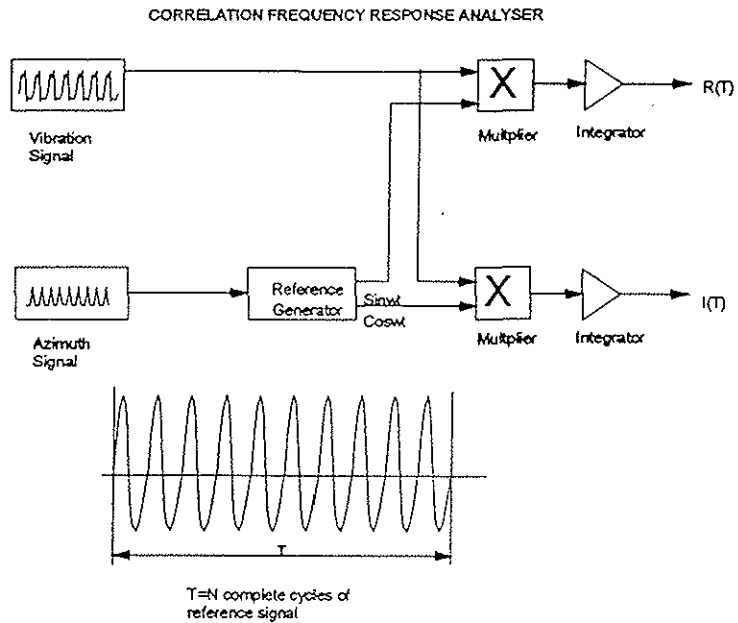 CORRELATION FREQUENCY RESPONSE ANALYSER
Vibration
Signal
X
Multplier
Integrator
R(T)
Azimuth
Signal
Reference
Generator
Sinwt
Coswt
X
Multplier
Integrator
I(T)
T
T=N complete cycles of
reference signal